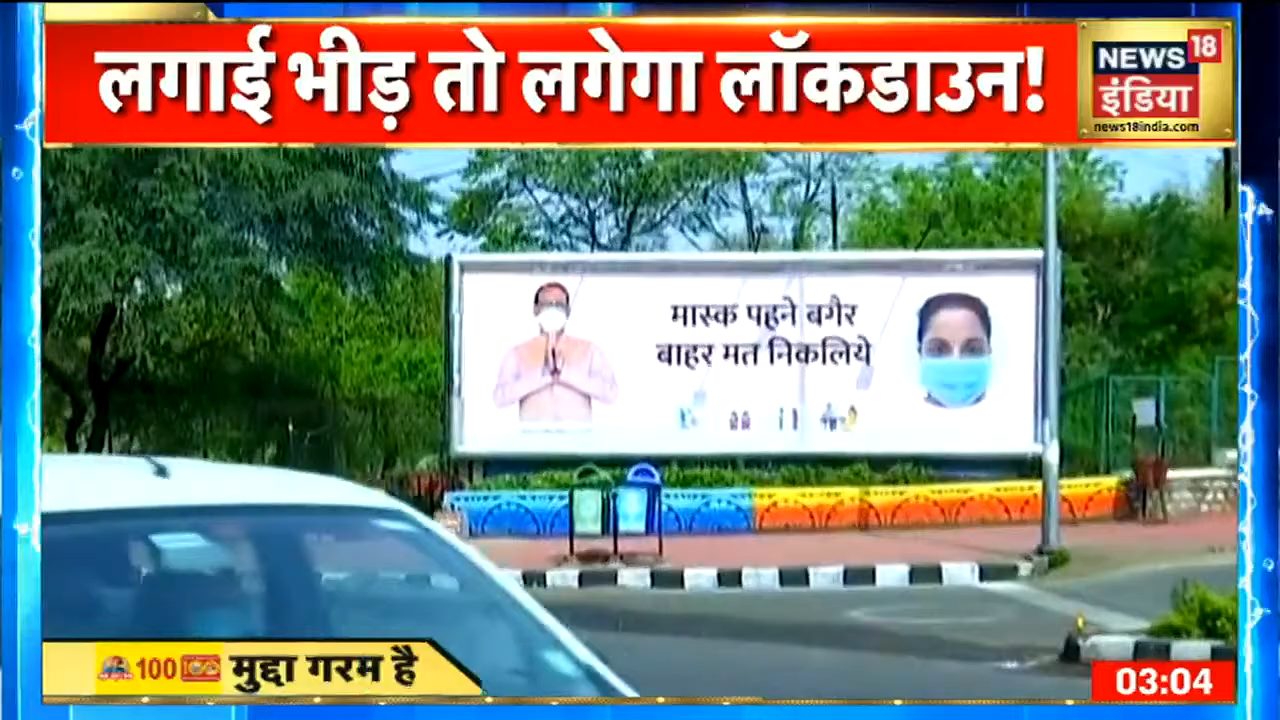 लगाई भीड़ तो लगेगा लॉकडाउन!
NEWS 18
इंडिया
news18india.com
मास्क पहने बगैर
बाहर मत निकलिये
100 मुद्दा गरम है
03:04